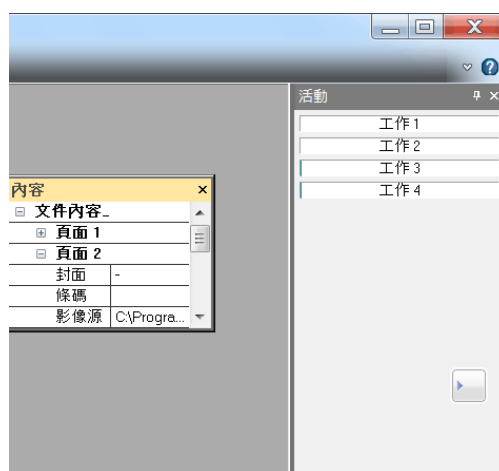 活動
工作 1
工作 2
工作 3
工作 4
內容
文件內容_
頁面 1
頁面 2
封面 -
條碼
影像源 C:\Progra...